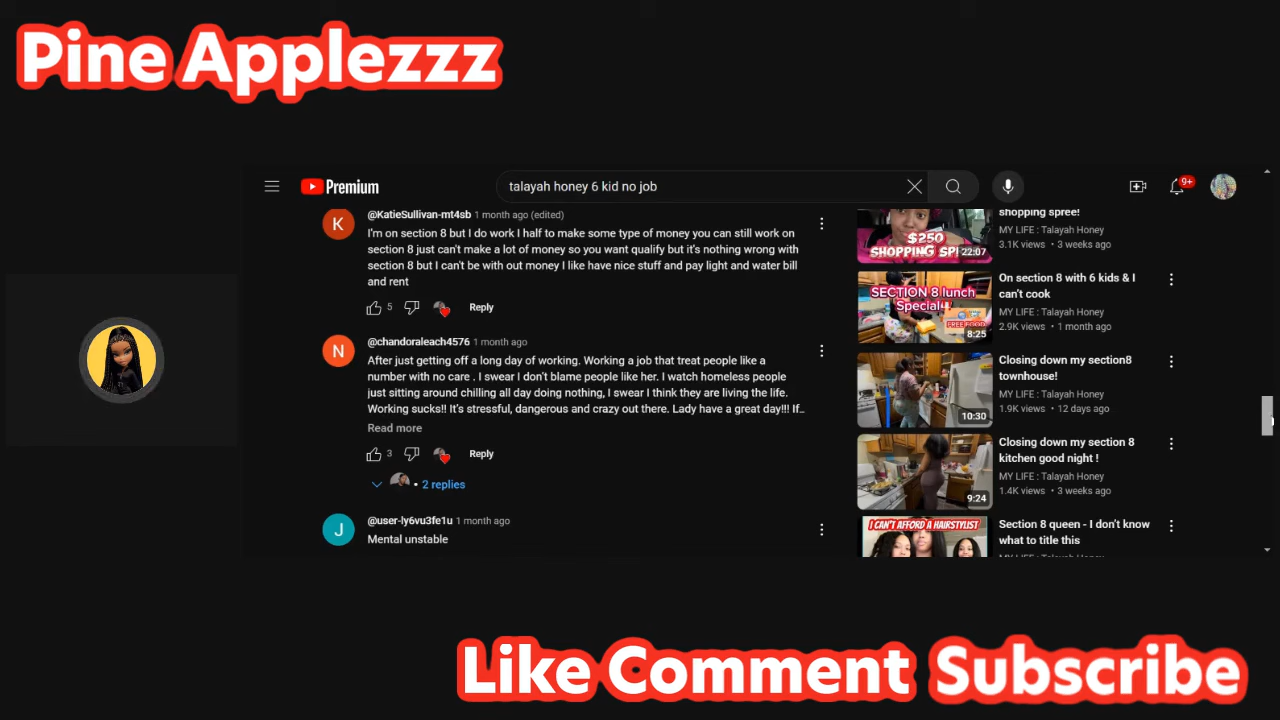 Pine Applezzz
Premium
talayah honey 6 kid no job
9+
@KatieSullivan-mt4sb 1 month ago (edited)
I'm on section 8 but I do work I half to make some type of money you can still work on
section 8 just can't make a lot of money so you want qualify but it's nothing wrong with
section 8 but I can't be with out money I like have nice stuff and pay light and water bill
and rent
5
Reply
K
@chandoraleach4576 1 month ago
After just getting off a long day of working. Working a job that treat people like a
number with no care . I swear I don't blame people like her. I watch homeless people
just sitting around chilling all day doing nothing, I swear I think they are living the life.
Working sucks!! It's stressful, dangerous and crazy out there. Lady have a great day!!! If...
Read more
3
Reply
2 replies
N
@user-ly6vu3fe1u 1 month ago
Mental unstable
J
$250
SHOPPING SPI
22:07
shopping spree!
MY LIFE : Talayah Honey
3.1K views • 3 weeks ago
SECTION 8 lunch
Special
FREE FOOD
8:25
On section 8 with 6 kids & I
can't cook
MY LIFE : Talayah Honey
2.9K views • 1 month ago
10:30
Closing down my section8
townhouse!
MY LIFE : Talayah Honey
1.9K views • 12 days ago
9:24
Closing down my section 8
kitchen good night !
MY LIFE : Talayah Honey
1.4K views • 3 weeks ago
I CAN'T AFFORD A HAIRSTYLIST
Section 8 queen - I don't know
what to title this
MY LIFE : Talayah Honey
Like Comment Subscribe